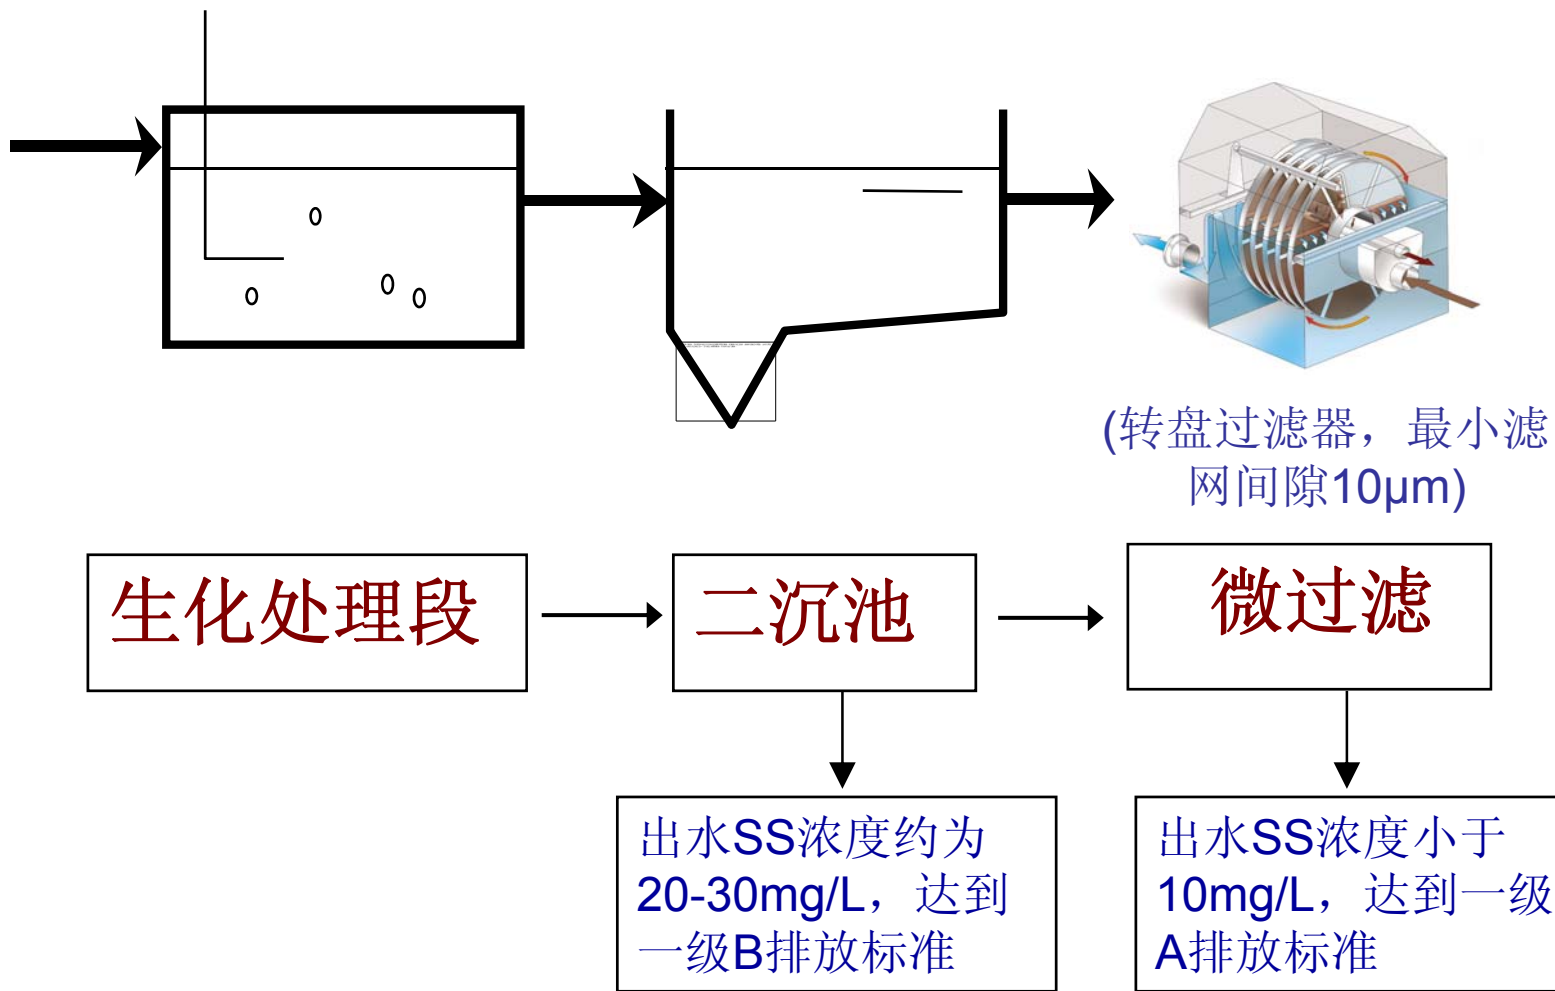 (转盘过滤器，最小滤
网间隙10μm)
生化处理段
二沉池
微过滤
出水SS浓度约为
20-30mg/L，达到
一级B排放标准
出水SS浓度小于
10mg/L，达到一级
A排放标准